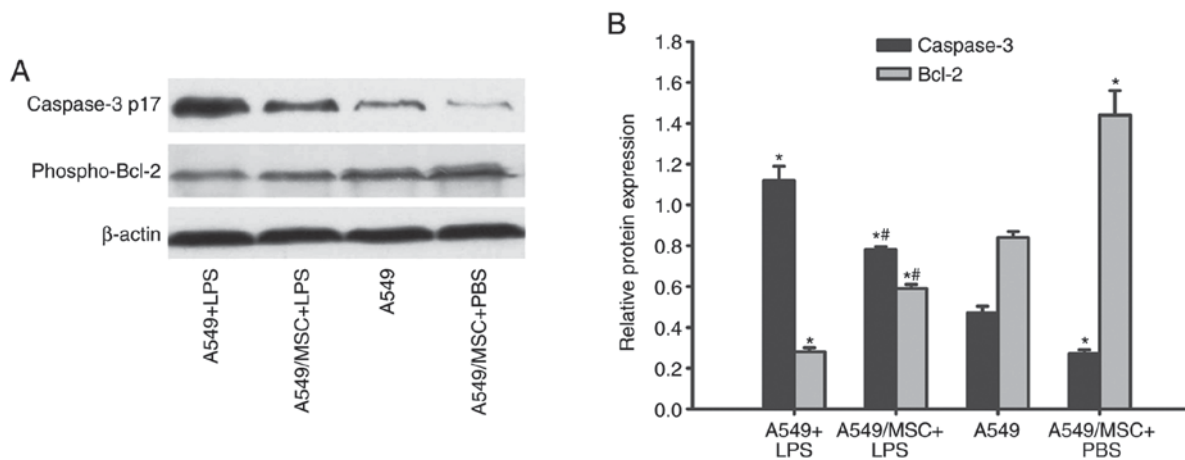 A
Caspase-3 p17
Phospho-Bcl-2
β-actin
A549+LPS
A549/MSC+LPS
A549
A549/MSC+PBS
B
Caspase-3
Bcl-2
Relative protein expression
1.8
1.6
1.4
1.2
1.0
0.8
0.6
0.4
0.2
0.0
*
*
*#
*#
*
*
A549+
LPS
A549/MSC+
LPS
A549
A549/MSC+
PBS